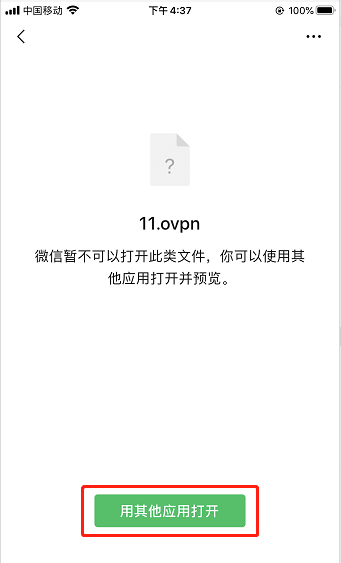 中国移动 下午4:37 100%
?
11.ovpn
微信暂不可以打开此类文件，你可以使用其
他应用打开并预览。
用其他应用打开